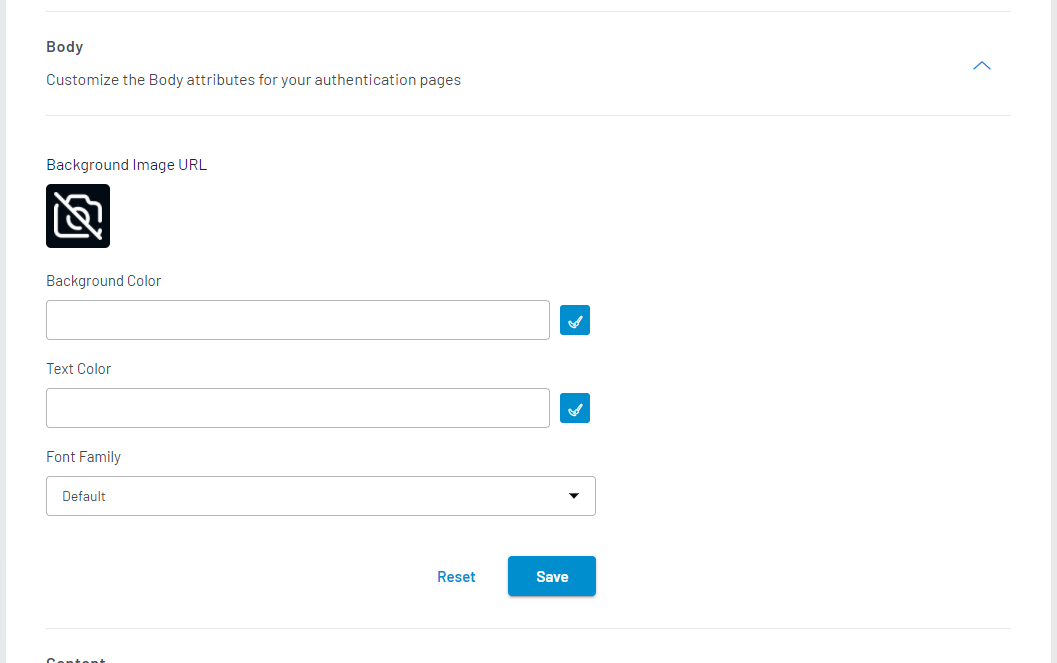 Body
Customize the Body attributes for your authentication pages
Background Image URL
Background Color
Text Color
Font Family
Default
Reset
Save
Content